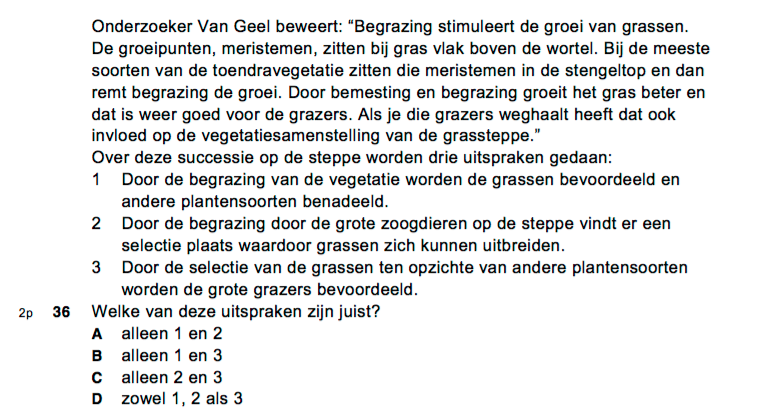 Onderzoeker Van Geel beweert: “Begrazing stimuleert de groei van grassen.
De groeipunten, meristemen, zitten bij gras vlak boven de wortel. Bij de meeste
soorten van de toendravegetatie zitten die meristemen in de stengeltop en dan
remt begrazing de groei. Door bemesting en begrazing groeit het gras beter en
dat is weer goed voor de grazers. Als je die grazers weghaalt heeft dat ook
invloed op de vegetatiesamenstelling van de grassteppe.”
Over deze successie op de steppe worden drie uitspraken gedaan:
1 Door de begrazing van de vegetatie worden de grassen bevoordeeld en
andere plantensoorten benadeeld.
2 Door de begrazing door de grote zoogdieren op de steppe vindt er een
selectie plaats waardoor grassen zich kunnen uitbreiden.
3 Door de selectie van de grassen ten opzichte van andere plantensoorten
worden de grote grazers bevoordeeld.
2p 36 Welke van deze uitspraken zijn juist?
A alleen 1 en 2
B alleen 1 en 3
C alleen 2 en 3
D zowel 1, 2 als 3